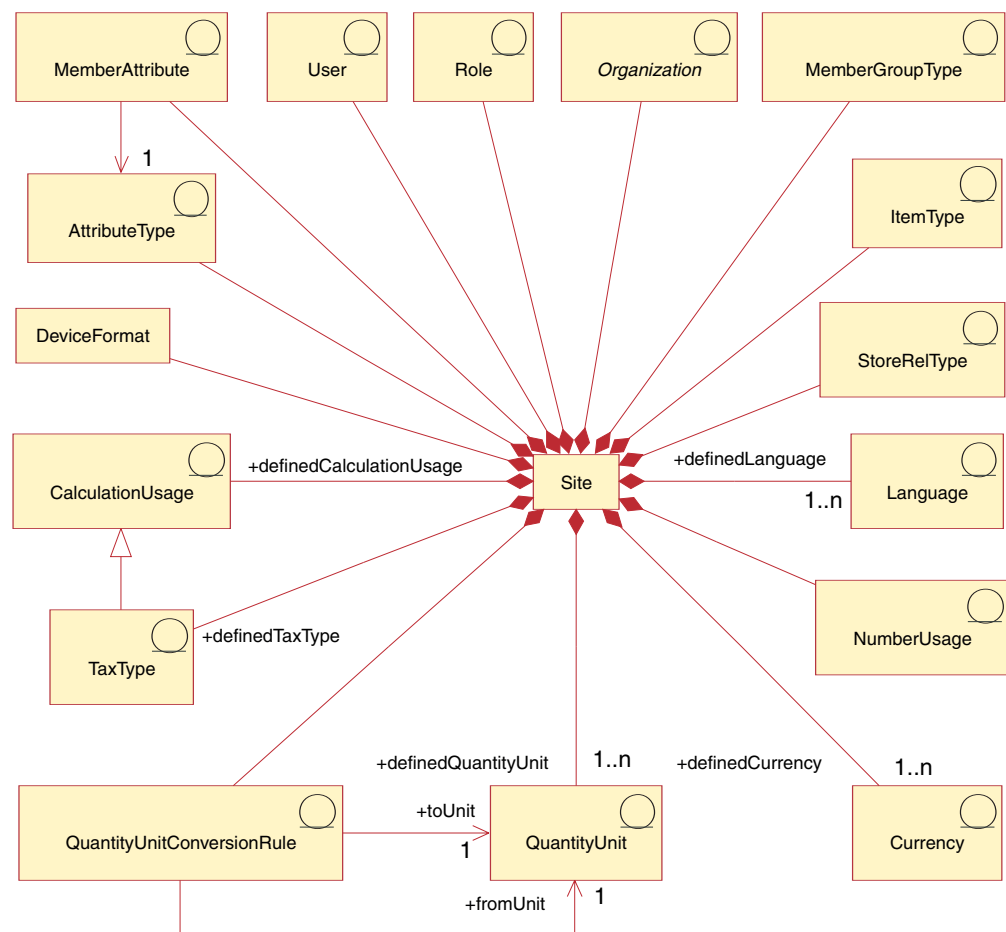 MemberAttribute
User
Role
Organization
MemberGroupType
1
AttributeType
ItemType
DeviceFormat
StoreRelType
+definedCalculationUsage
+definedLanguage
CalculationUsage
Site
1..n
Language
+definedTaxType
TaxType
NumberUsage
+definedQuantityUnit
1..n
+definedCurrency
1..n
+toUnit
QuantityUnitConversionRule
1
QuantityUnit
Currency
+fromUnit
1